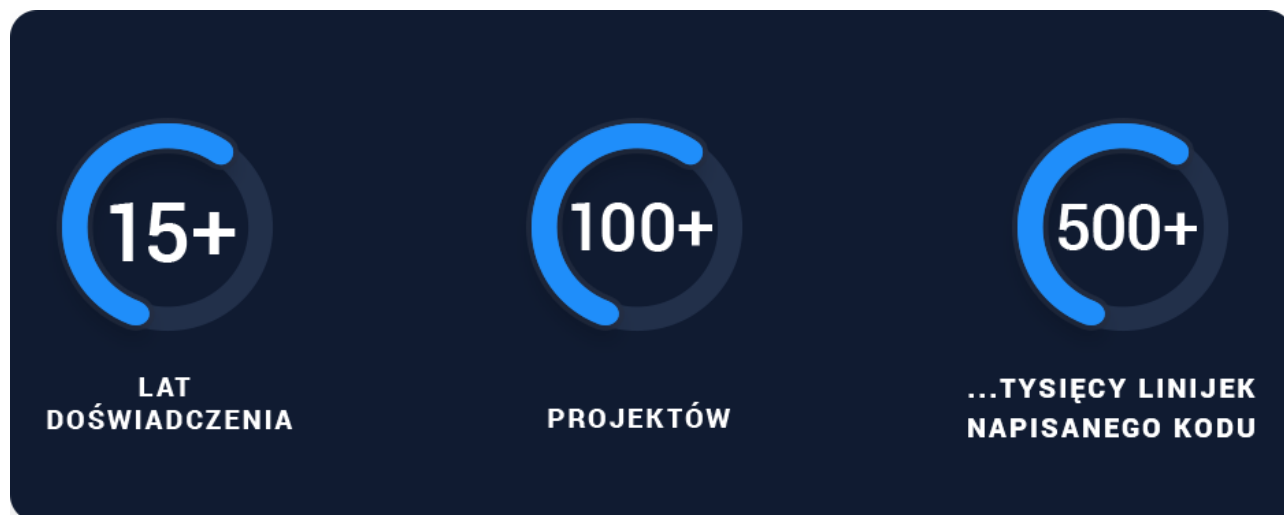 15+
LAT
DOŚWIADCZENIA
100+
PROJEKTÓW
500+
...TYSIĘCY LINIJEK
NAPISANEGO KODU